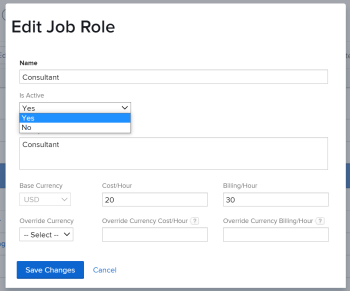 Edit Job Role
Name
Consultant
Is Active
Yes
Yes
No
Consultant
Base Currency Cost/Hour Billing/Hour
USD 20 30
Override Currency Override Currency Cost/Hour ? Override Currency Billing/Hour ?
-- Select --
Save Changes Cancel